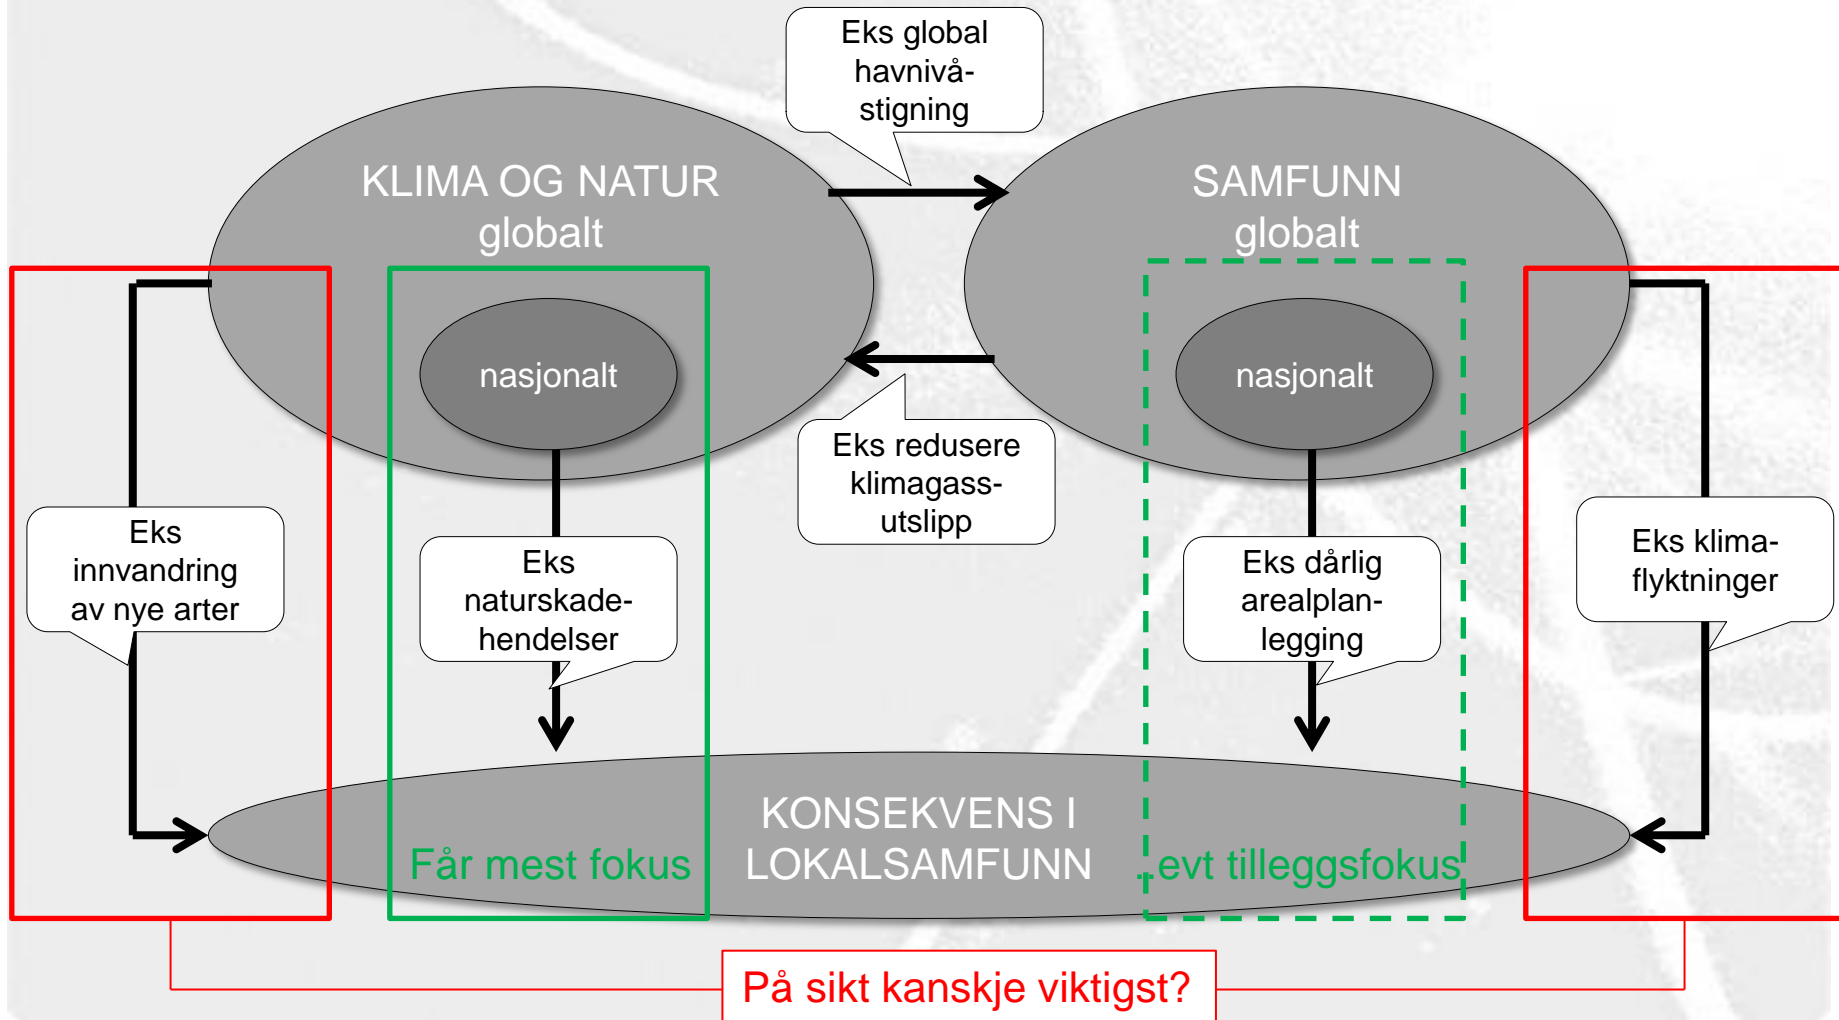 Eks global
havnivå-
stigning
KLIMA OG NATUR
globalt
SAMFUNN
globalt
nasjonalt
nasjonalt
Eks redusere
klimagass-
utslipp
Eks
innvandring
av nye arter
Eks
naturskade-
hendelser
Eks dårlig
arealplan-
legging
Eks klima-
flyktninger
KONSEKVENS I
LOKALSAMFUNN
Får mest fokus
..evt tilleggsfokus
På sikt kanskje viktigst?